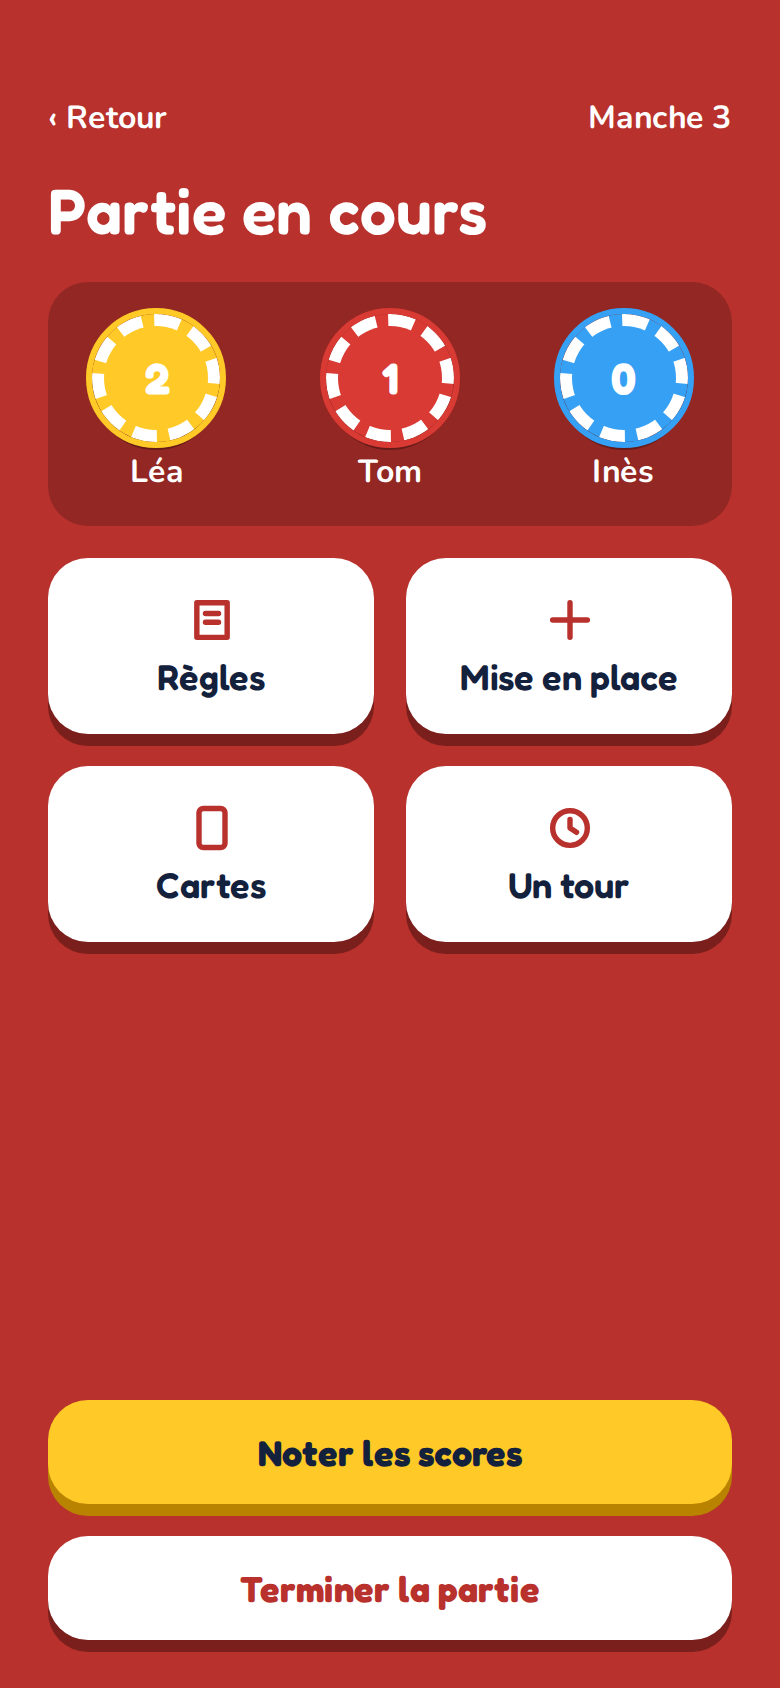 ‹ Retour
Manche 3
Partie en cours
2
1
0
Léa
Tom
Inès
Règles
Mise en place
Cartes
Un tour
Noter les scores
Terminer la partie